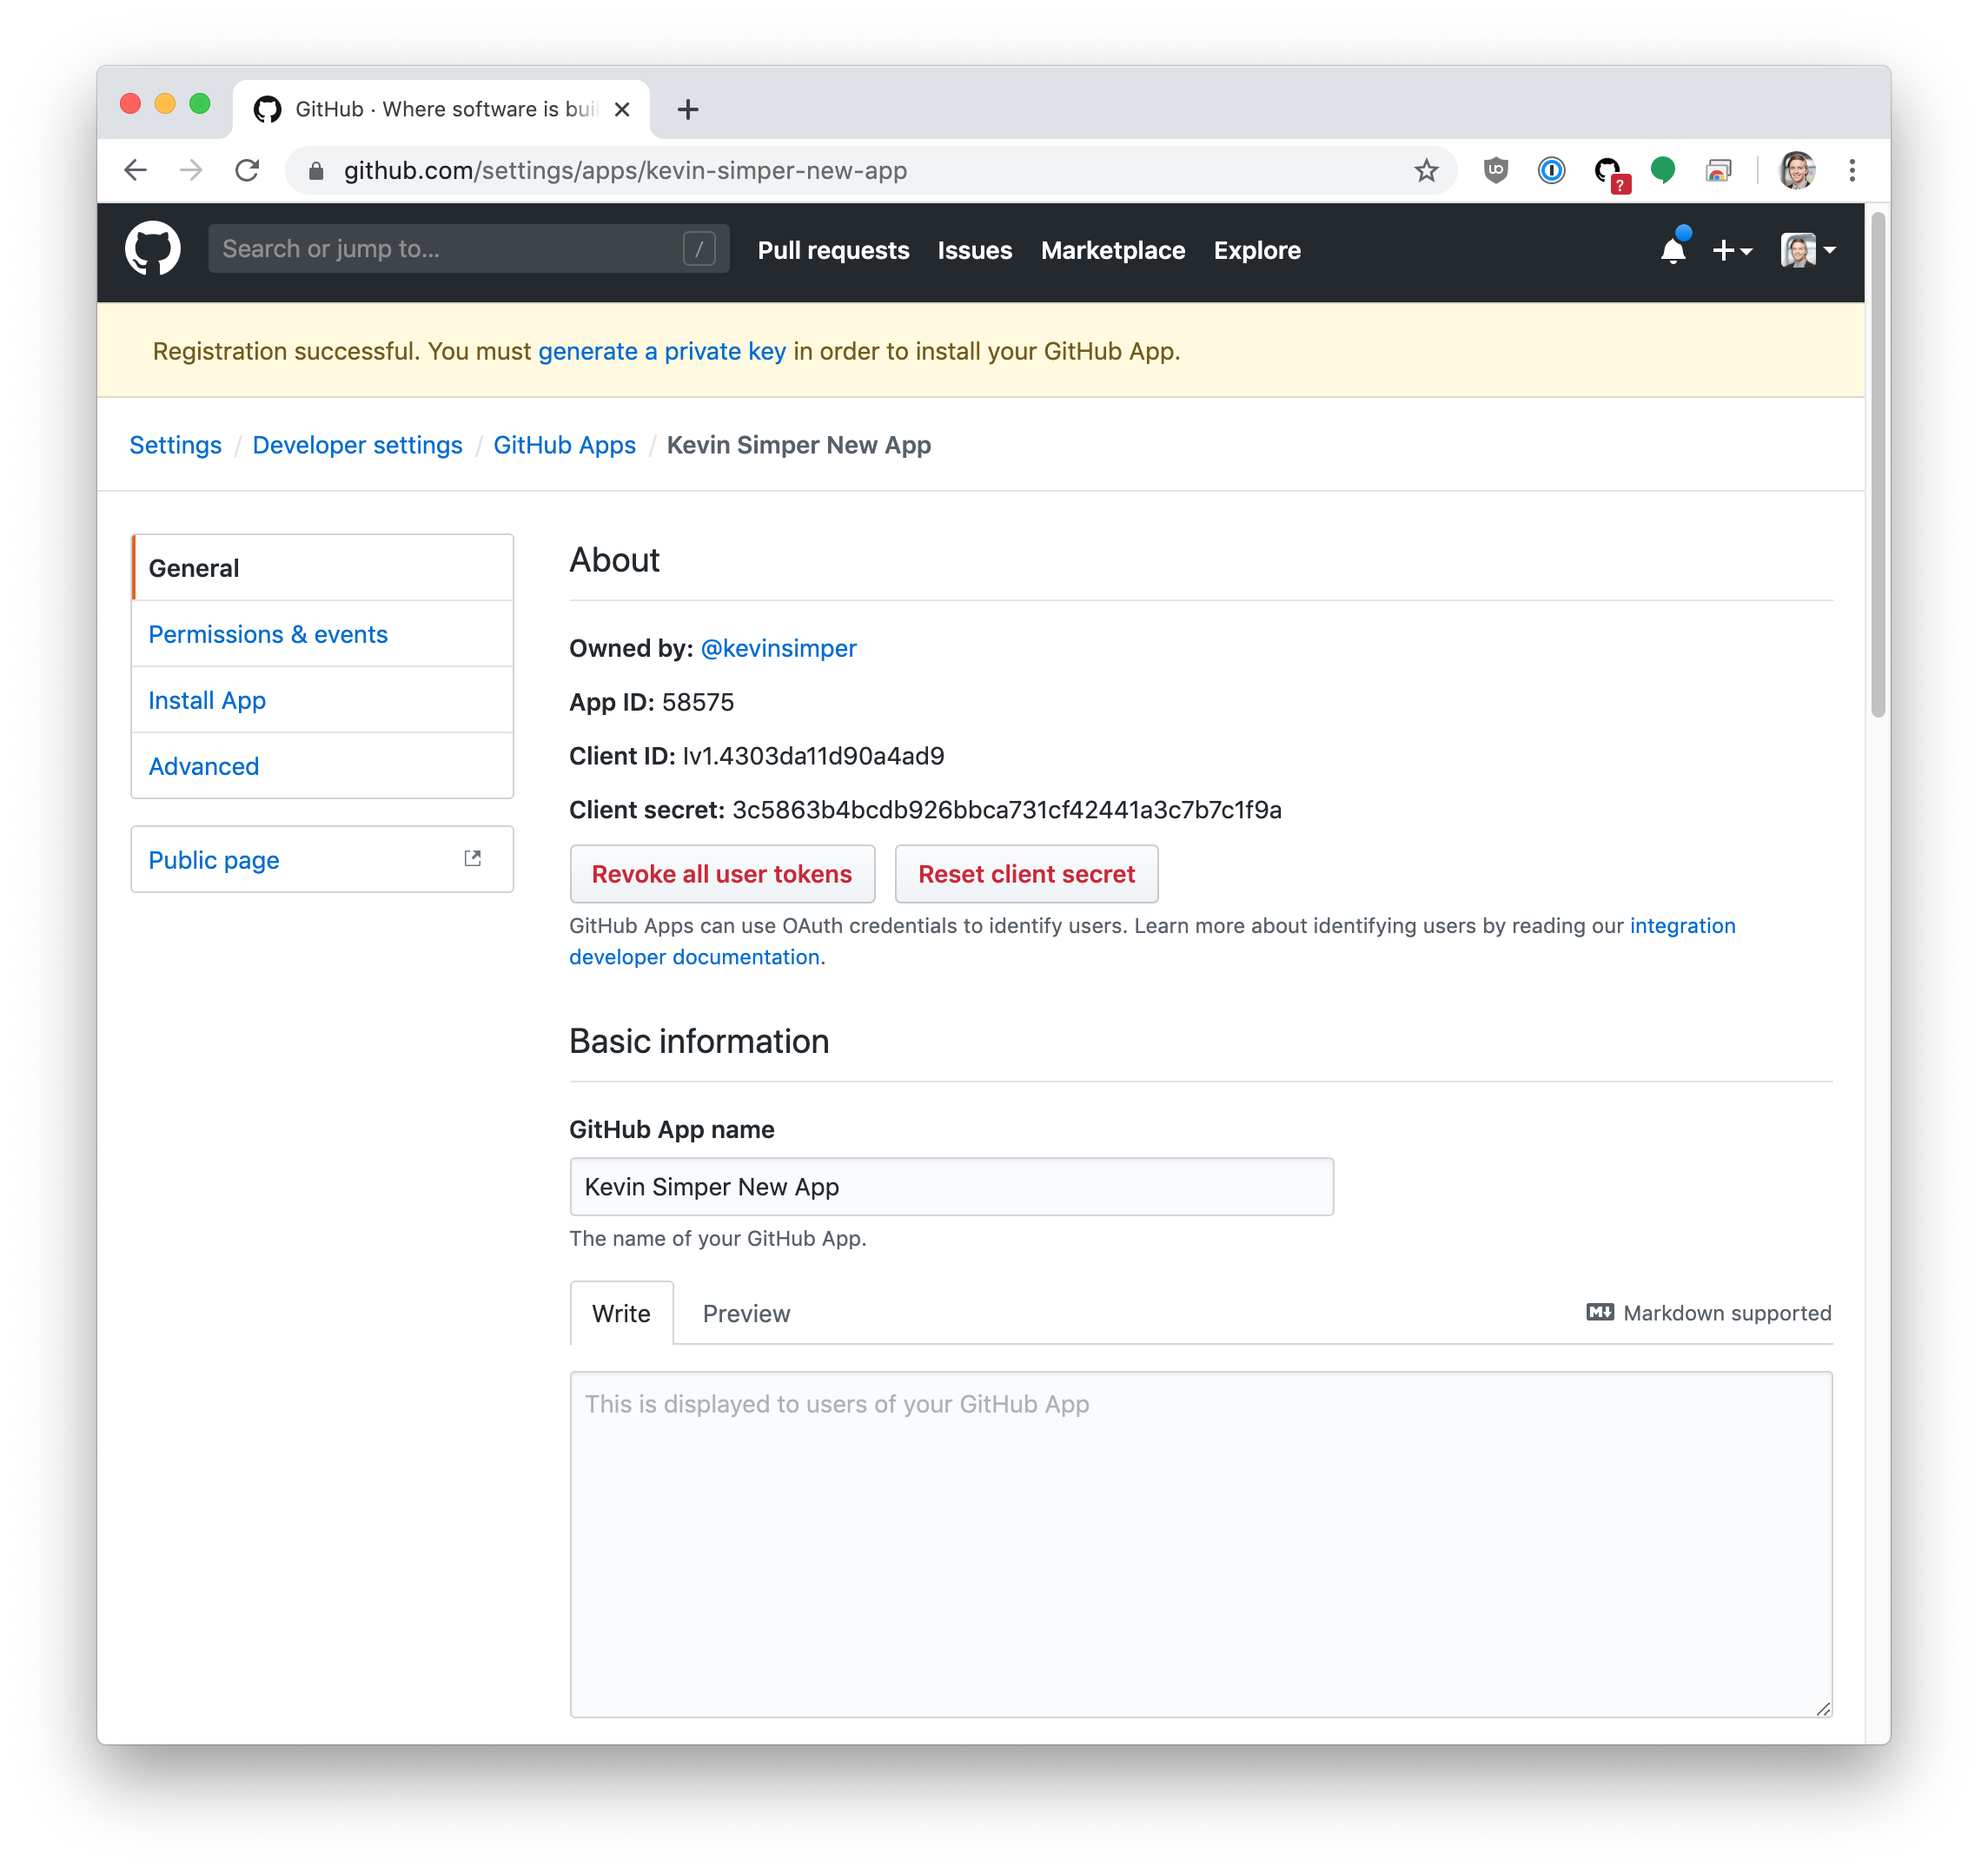 GitHub · Where software is buil
github.com/settings/apps/kevin-simper-new-app
Search or jump to... /
Pull requests Issues Marketplace Explore
Registration successful. You must generate a private key in order to install your GitHub App.
Settings / Developer settings / GitHub Apps / Kevin Simper New App
General
Permissions & events
Install App
Advanced
Public page
About
Owned by: @kevinsimper
App ID: 58575
Client ID: Iv1.4303da11d90a4ad9
Client secret: 3c5863b4bcdb926bbca731cf42441a3c7b7c1f9a
Revoke all user tokens Reset client secret
GitHub Apps can use OAuth credentials to identify users. Learn more about identifying users by reading our integration
developer documentation.
Basic information
GitHub App name
Kevin Simper New App
The name of your GitHub App.
Write Preview Markdown supported
This is displayed to users of your GitHub App